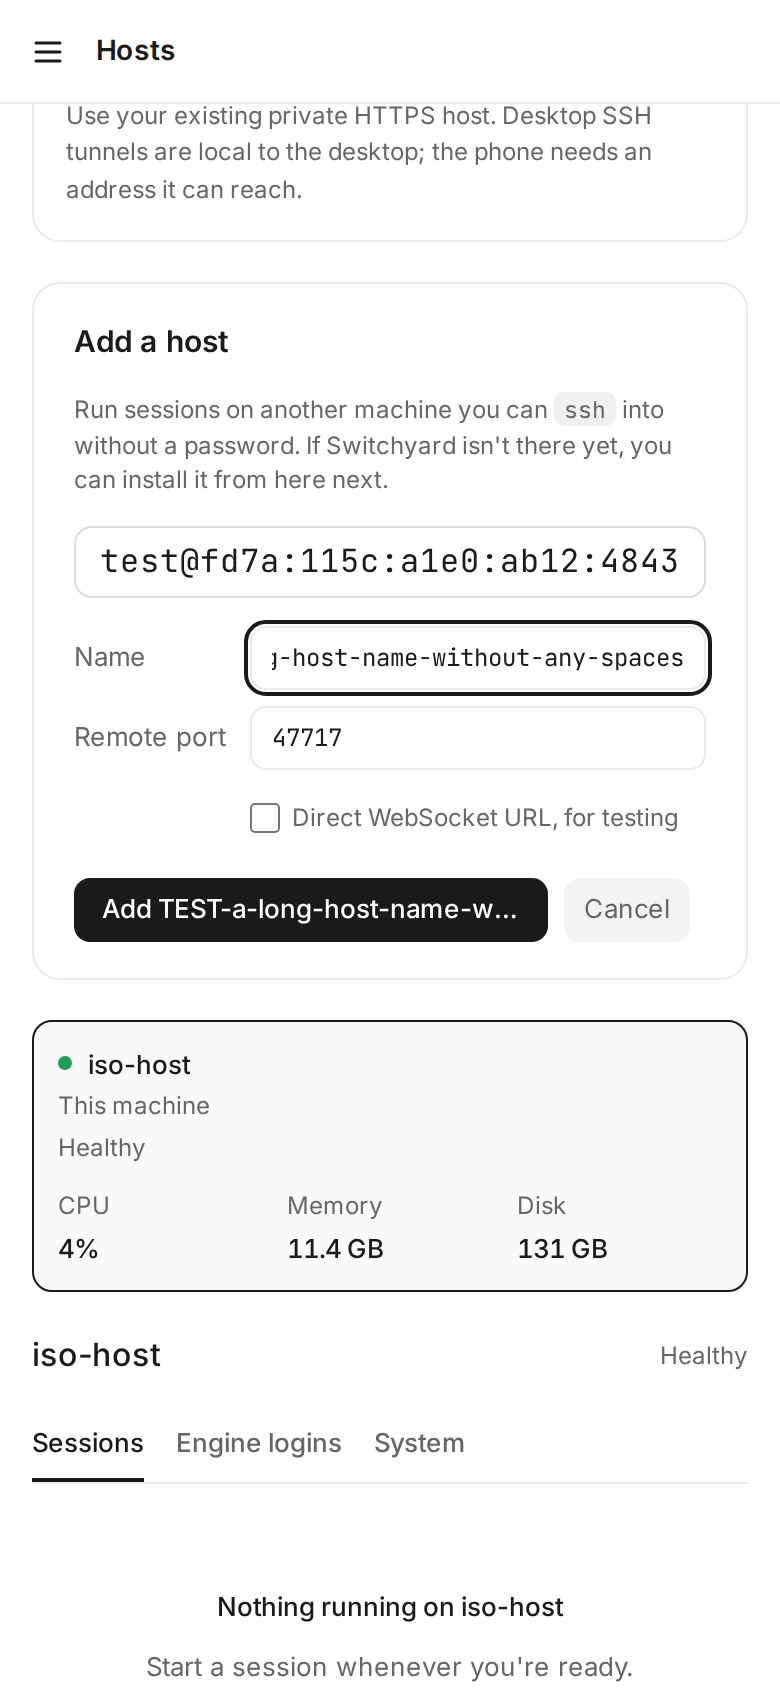 Hosts
Use your existing private HTTPS host. Desktop SSH
tunnels are local to the desktop; the phone needs an
address it can reach.
Add a host
Run sessions on another machine you can ssh into
without a password. If Switchyard isn't there yet, you
can install it from here next.
test@fd7a:115c:a1e0:ab12:4843
Name
g-host-name-without-any-spaces
Remote port
47717
Direct WebSocket URL, for testing
Add TEST-a-long-host-name-w...
Cancel
iso-host
This machine
Healthy
CPU Memory Disk
4% 11.4 GB 131 GB
iso-host Healthy
Sessions Engine logins System
Nothing running on iso-host
Start a session whenever you're ready.